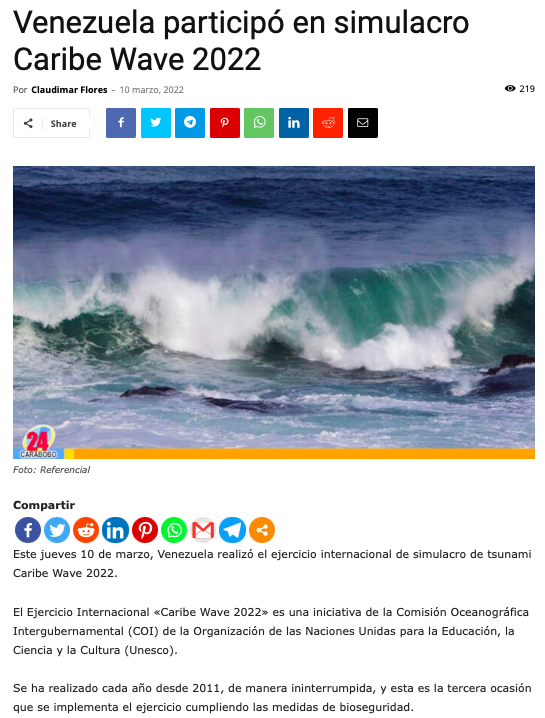 Venezuela participó en simulacro
Caribe Wave 2022
Por Claudimar Flores - 10 marzo, 2022
219
Share
24
CARABOBO
Foto: Referencial
Compartir
Este jueves 10 de marzo, Venezuela realizó el ejercicio internacional de simulacro de tsunami
Caribe Wave 2022.
El Ejercicio Internacional «Caribe Wave 2022» es una iniciativa de la Comisión Oceanográfica
Intergubernamental (COI) de la Organización de las Naciones Unidas para la Educación, la
Ciencia y la Cultura (Unesco).
Se ha realizado cada año desde 2011, de manera ininterrumpida, y esta es la tercera ocasión
que se implementa el ejercicio cumpliendo las medidas de bioseguridad.